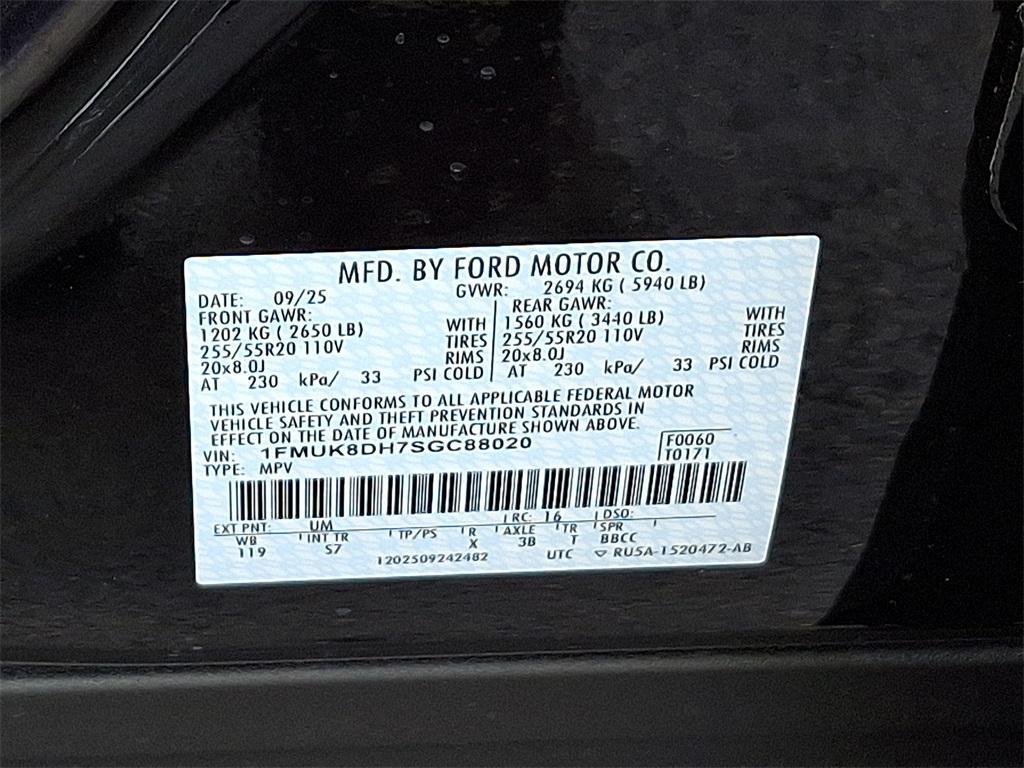 MFD. BY FORD MOTOR CO.
DATE: 09/25 GVWR: 2694 KG ( 5940 LB)
FRONT GAWR: REAR GAWR:
1202 KG ( 2650 LB) WITH 1560 KG ( 3440 LB) WITH
255/55R20 110V TIRES 255/55R20 110V TIRES
20x8.0J RIMS 20x8.0J RIMS
AT 230 kPa/ 33 PSI COLD AT 230 kPa/ 33 PSI COLD
THIS VEHICLE CONFORMS TO ALL APPLICABLE FEDERAL MOTOR
VEHICLE SAFETY AND THEFT PREVENTION STANDARDS IN
EFFECT ON THE DATE OF MANUFACTURE SHOWN ABOVE.
VIN: 1FMUK8DH7SGC88020 F0060
TYPE: MPV T0171
EXT PNT: UM RC: 16 DSO:
WB INT TR TP/PS R AXLE TR SPR
119 S7 X 3B T BBCC
1202509242482 UTC RU5A-1520472-AB